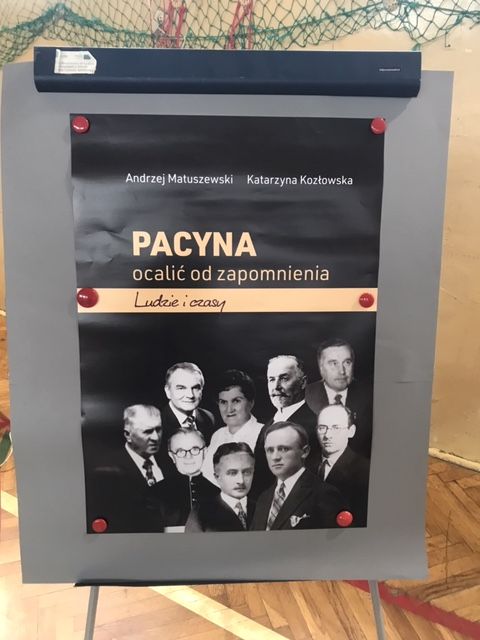 Andrzej Matuszewski Katarzyna Kozłowska
PACYNA
ocalić od zapomnienia
Ludzie i czasy